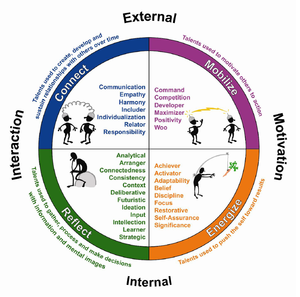 External
Talents used to create, develop and
sustain relationships with others over time
Connect
Communication
Empathy
Harmony
Includer
Individualization
Relator
Responsibility
Talents used to motivate others to action
Mobilize
Command
Competition
Developer
Maximizer
Positivity
Woo
Interaction
Motivation
Analytical
Arranger
Connectedness
Consistency
Context
Deliberative
Futuristic
Ideation
Input
Intellection
Learner
Strategic
Reflect
Talents used to gather, process and make decisions
with information and mental images
Achiever
Activator
Adaptability
Belief
Discipline
Focus
Restorative
Self-Assurance
Significance
Energize
Talents used to push the self toward results
Internal